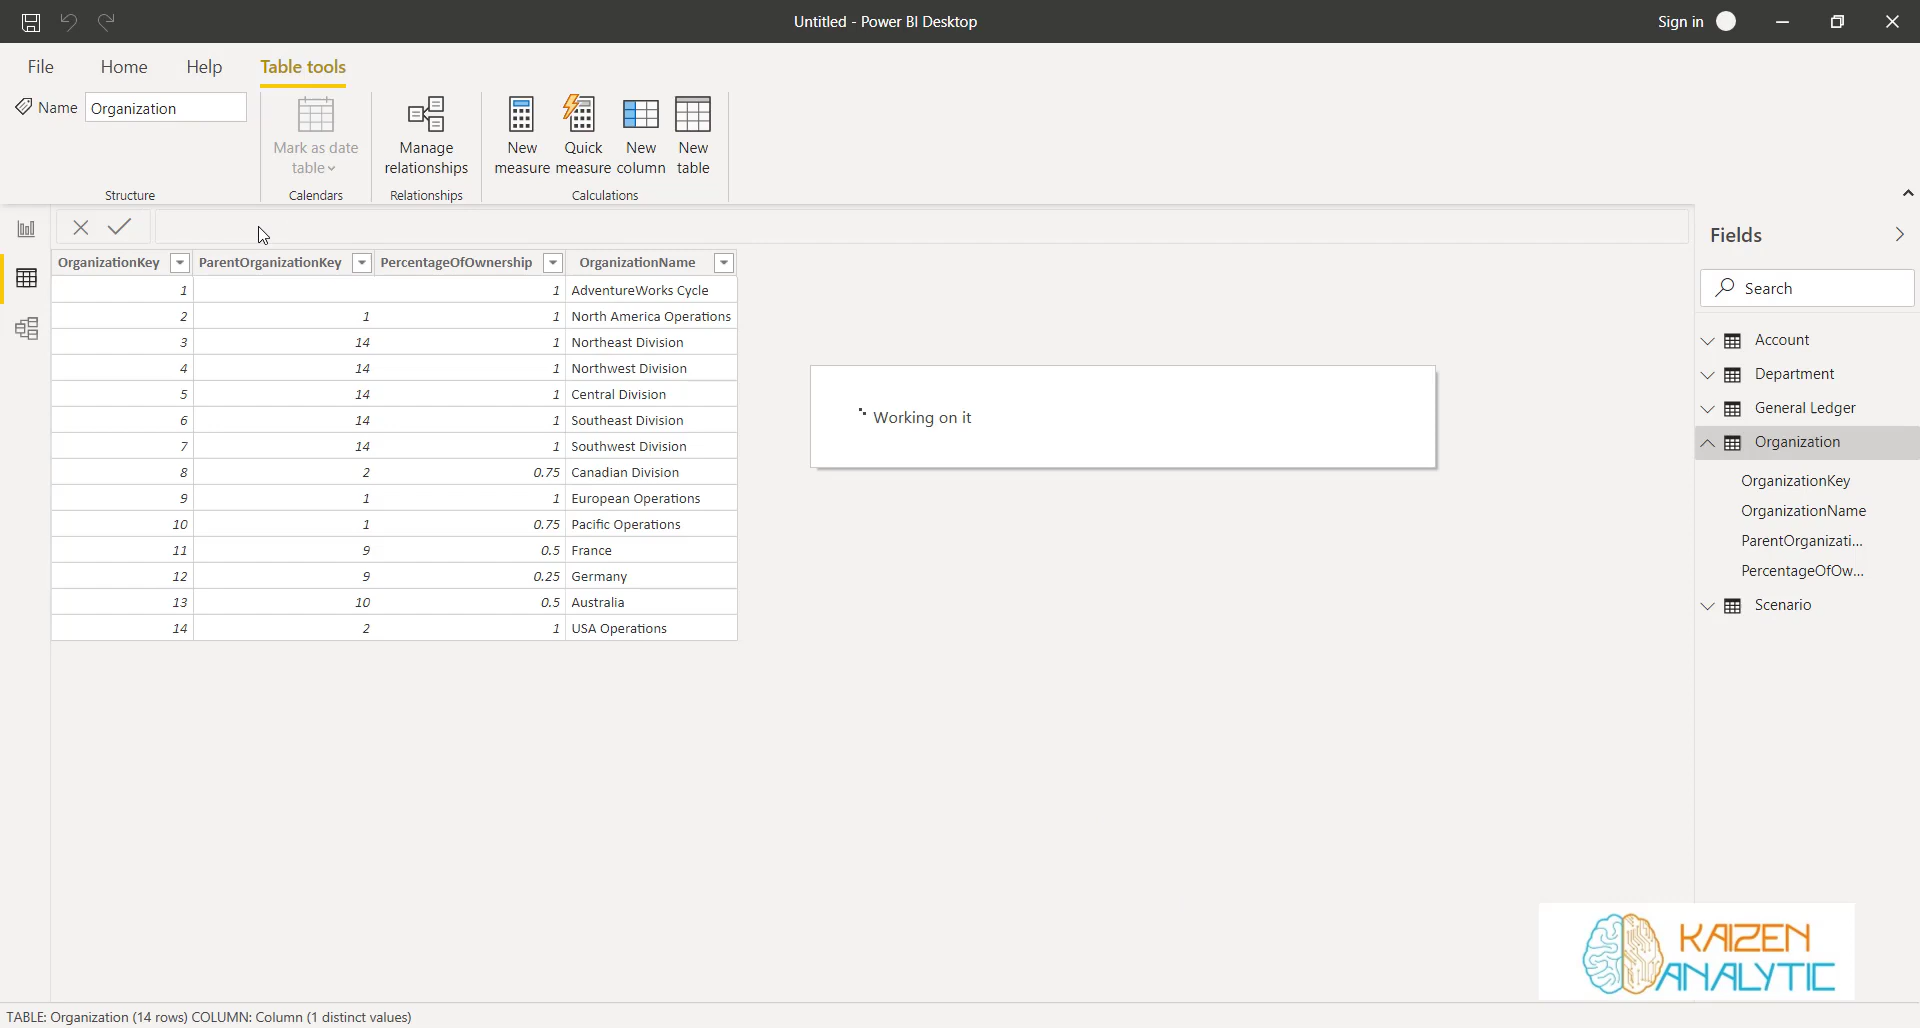 Untitled - Power BI Desktop
Sign in
File Home Help Table tools
Name Organization
Mark as date table
Manage relationships
New measure
Quick measure
New column
New table
Structure Calendars Relationships Calculations
Fields
Search
Account
Department
General Ledger
Organization
OrganizationKey
OrganizationName
ParentOrganizati...
PercentageOfOw...
Scenario
OrganizationKey ParentOrganizationKey PercentageOfOwnership OrganizationName
1 1 AdventureWorks Cycle
2 1 1 North America Operations
3 14 1 Northeast Division
4 14 1 Northwest Division
5 14 1 Central Division
6 14 1 Southeast Division
7 14 1 Southwest Division
8 2 0.75 Canadian Division
9 1 1 European Operations
10 1 0.75 Pacific Operations
11 9 0.5 France
12 9 0.25 Germany
13 10 0.5 Australia
14 2 1 USA Operations
Working on it
KAIZEN
ANALYTIC
TABLE: Organization (14 rows) COLUMN: Column (1 distinct values)